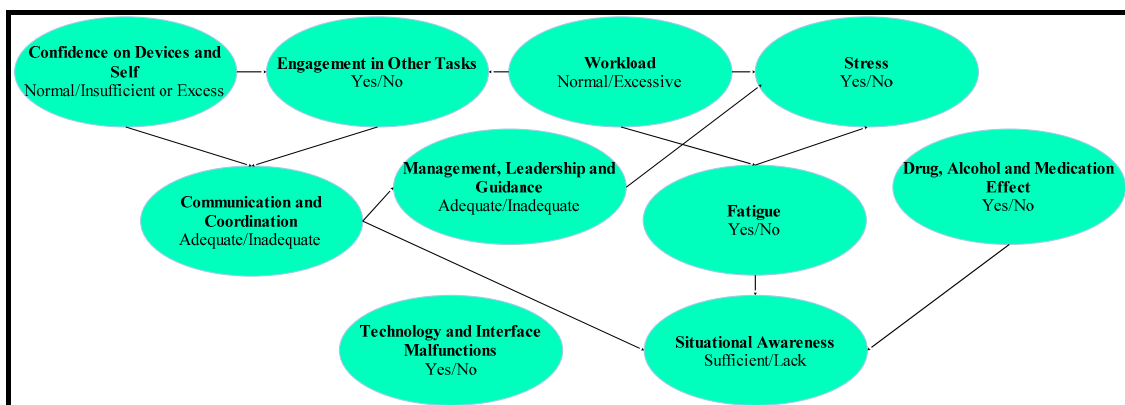 Confidence on Devices and
Self
Normal/Insufficient or Excess
Engagement in Other Tasks
Yes/No
Workload
Normal/Excessive
Stress
Yes/No
Communication and
Coordination
Adequate/Inadequate
Management, Leadership and
Guidance
Adequate/Inadequate
Fatigue
Yes/No
Drug, Alcohol and Medication
Effect
Yes/No
Technology and Interface
Malfunctions
Yes/No
Situational Awareness
Sufficient/Lack